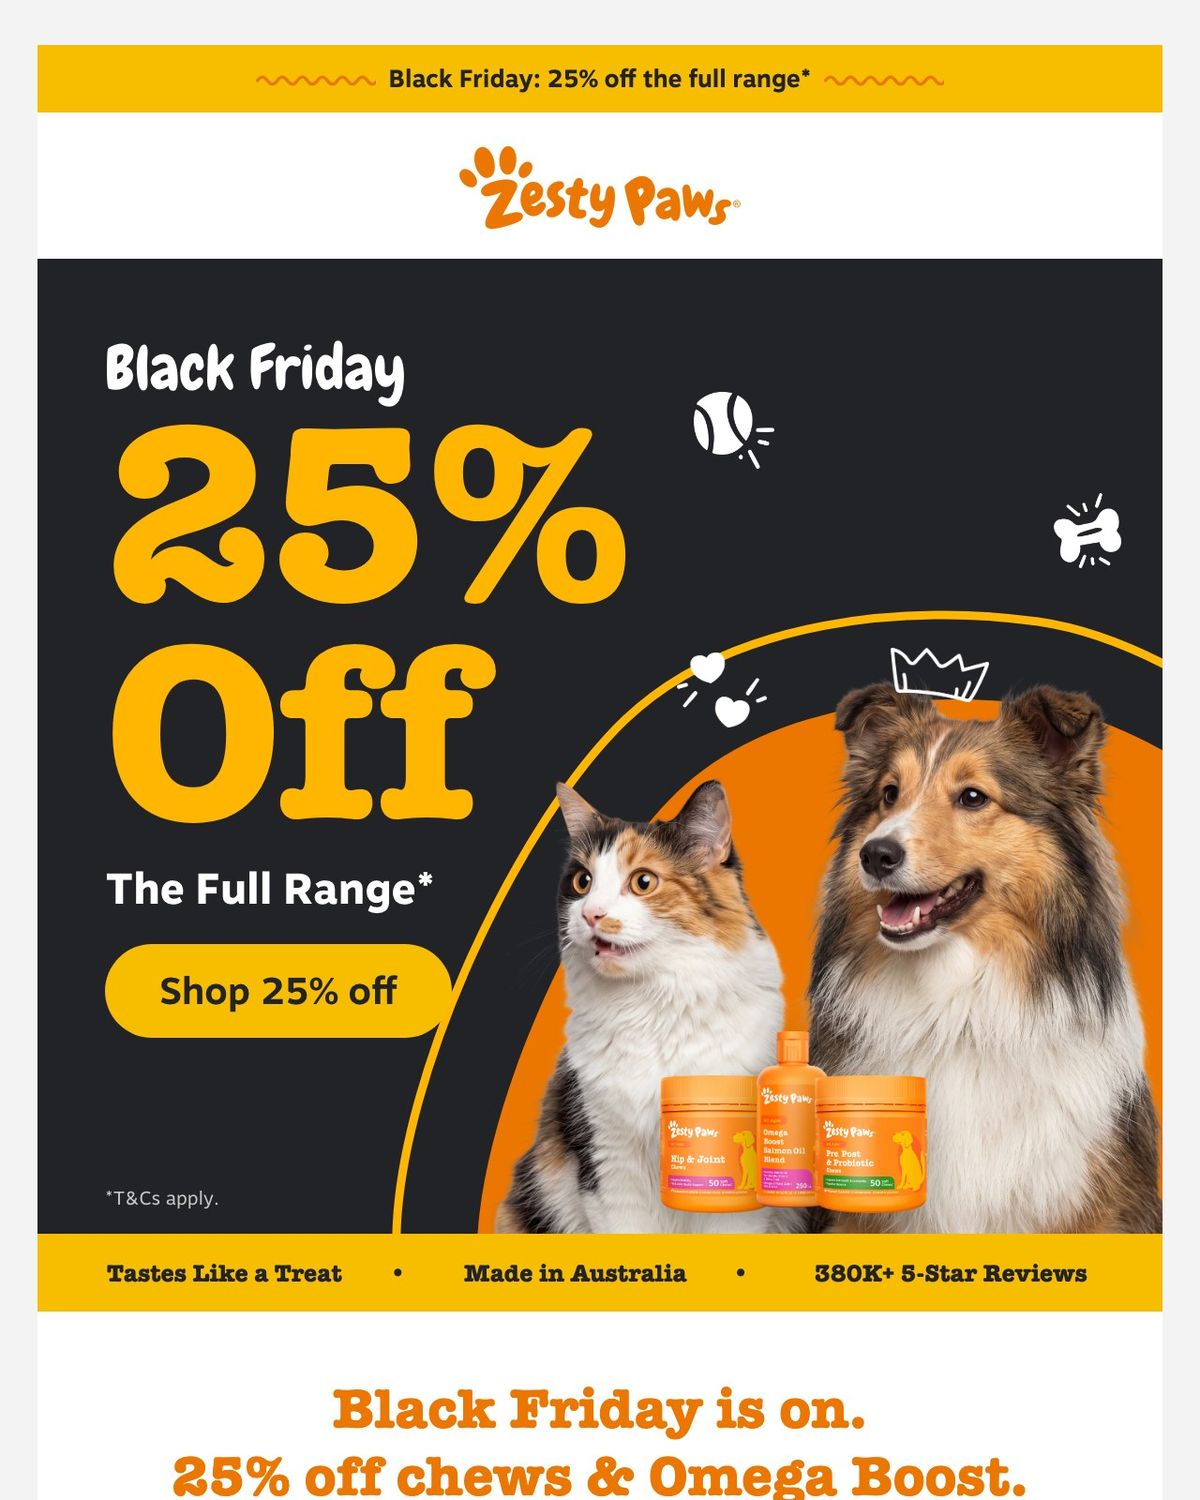 Black Friday: 25% off the full range*
Zesty Paws®
Black Friday
25%
Off
The Full Range*
Shop 25% off
Zesty Paws
Hip & Joint
Chews
50
Zesty Paws
Omega
Boost
Salmon Oil
Blend
250
Zesty Paws
Pre, Post
& Probiotic
Chews
50
*T&Cs apply.
Tastes Like a Treat • Made in Australia • 380K+ 5-Star Reviews
Black Friday is on.
25% off chews & Omega Boost.